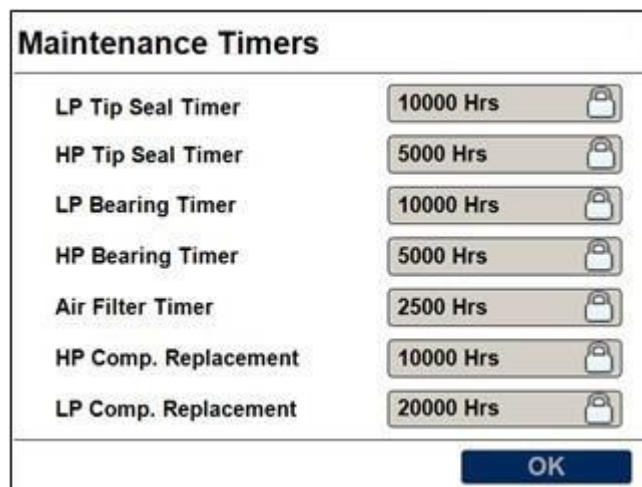 Maintenance Timers
LP Tip Seal Timer 10000 Hrs
HP Tip Seal Timer 5000 Hrs
LP Bearing Timer 10000 Hrs
HP Bearing Timer 5000 Hrs
Air Filter Timer 2500 Hrs
HP Comp. Replacement 10000 Hrs
LP Comp. Replacement 20000 Hrs
OK